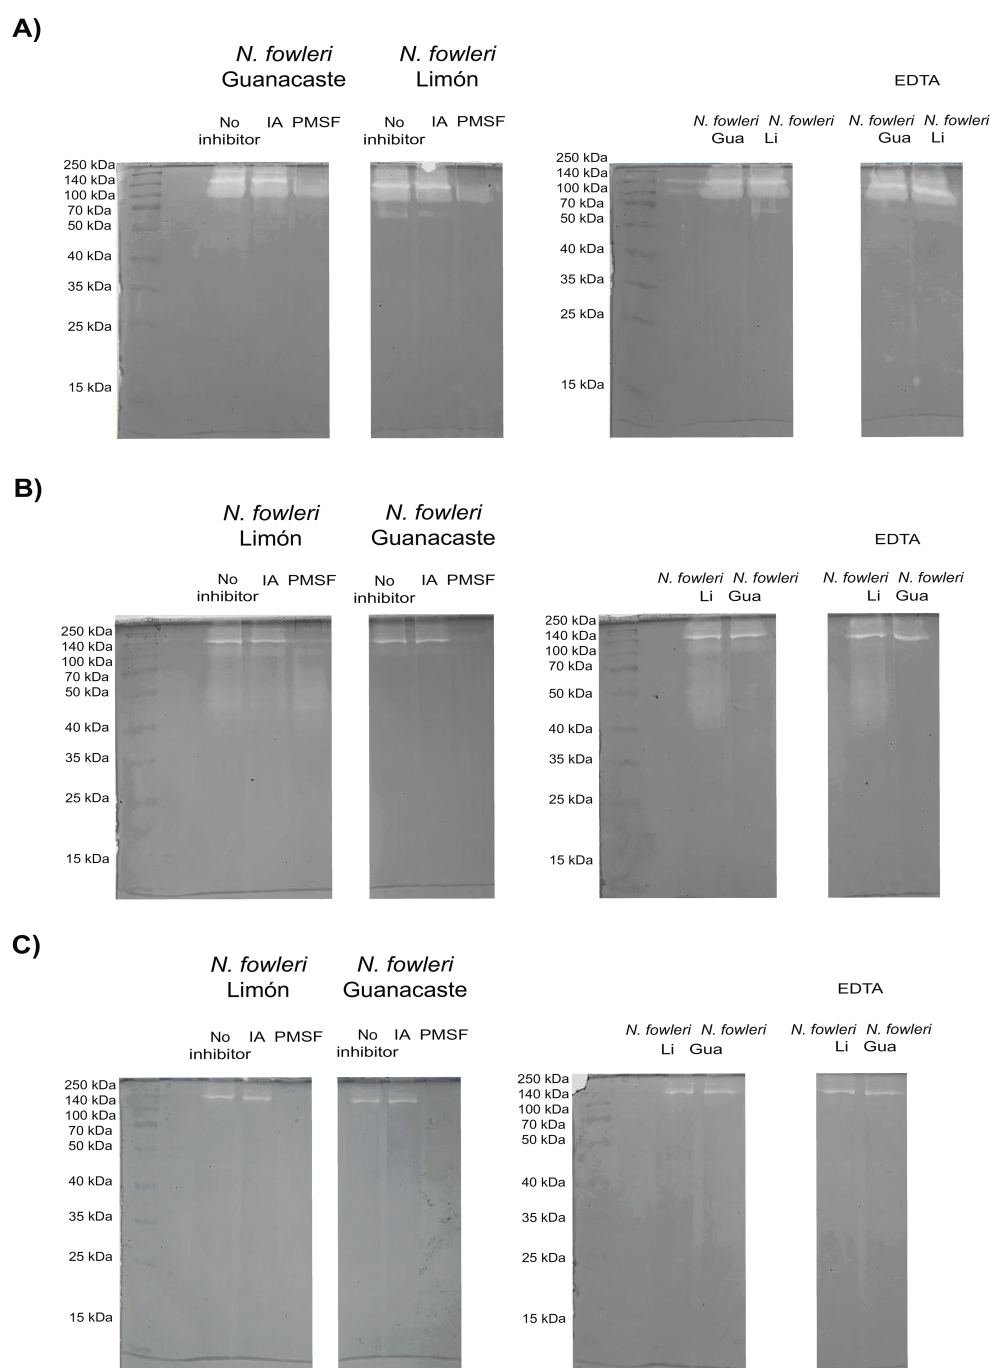 A)
N. fowleri
Guanacaste
N. fowleri
Limón
No
inhibitor
IA PMSF
No
inhibitor
IA PMSF
250 kDa
140 kDa
100 kDa
70 kDa
50 kDa
40 kDa
35 kDa
25 kDa
15 kDa
N. fowleri
Gua
N. fowleri
Li
EDTA
N. fowleri
Gua
N. fowleri
Li
250 kDa
140 kDa
100 kDa
70 kDa
50 kDa
40 kDa
35 kDa
25 kDa
15 kDa
B)
N. fowleri
Limón
N. fowleri
Guanacaste
No
inhibitor
IA PMSF
No
inhibitor
IA PMSF
250 kDa
140 kDa
100 kDa
70 kDa
50 kDa
40 kDa
35 kDa
25 kDa
15 kDa
N. fowleri
Li
N. fowleri
Gua
EDTA
N. fowleri
Li
N. fowleri
Gua
250 kDa
140 kDa
100 kDa
70 kDa
50 kDa
40 kDa
35 kDa
25 kDa
15 kDa
C)
N. fowleri
Limón
N. fowleri
Guanacaste
No
inhibitor
IA PMSF
No
inhibitor
IA PMSF
250 kDa
140 kDa
100 kDa
70 kDa
50 kDa
40 kDa
35 kDa
25 kDa
15 kDa
N. fowleri
Li
N. fowleri
Gua
EDTA
N. fowleri
Li
N. fowleri
Gua
250 kDa
140 kDa
100 kDa
70 kDa
50 kDa
40 kDa
35 kDa
25 kDa
15 kDa